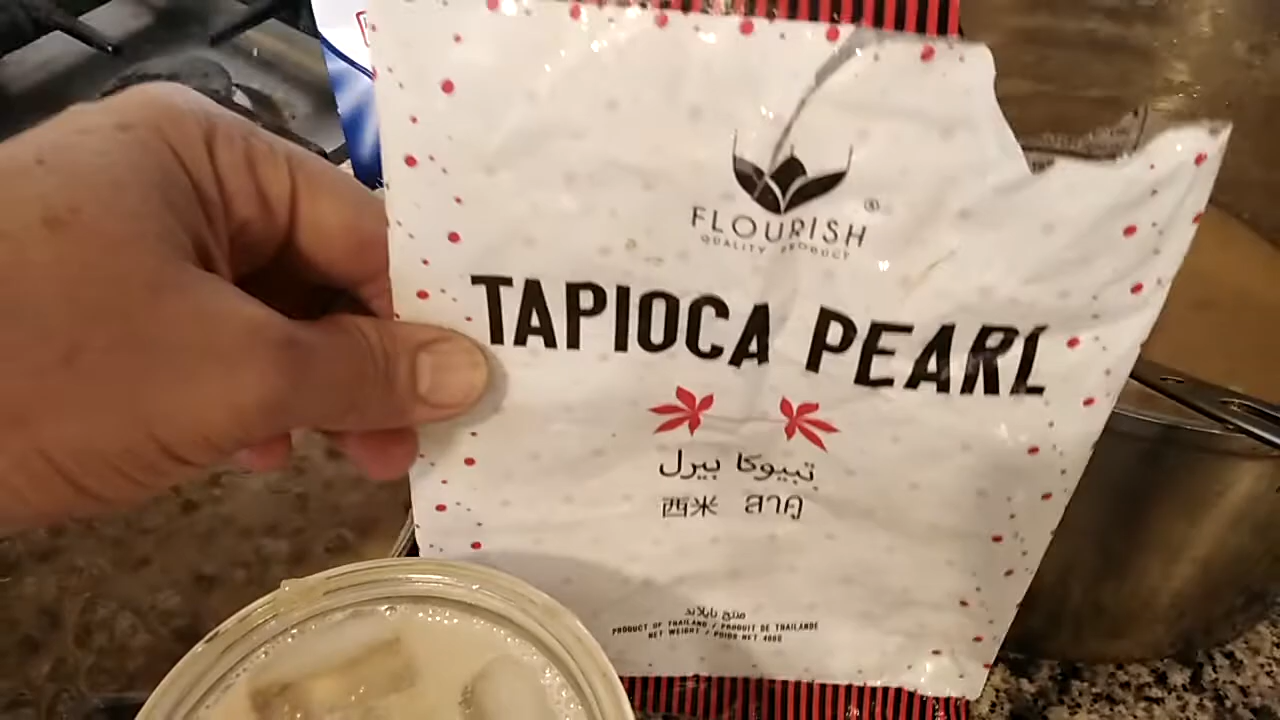 FLOURISH ®
QUALITY PRODUCT
TAPIOCA PEARL
تبيوكا بيرل
西米 สาคู
منتج تايلاند
PRODUCT OF THAILAND / PRODUIT DE THAILANDE
NET WEIGHT / POIDS NET 400G